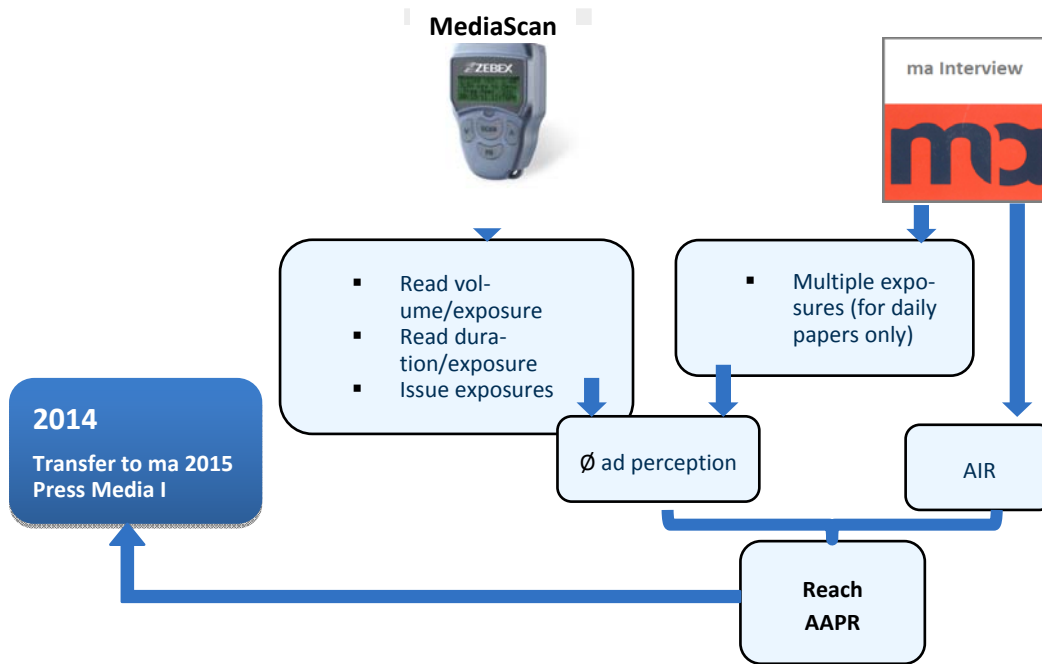 MediaScan
ZEBEX
SCAN
ma Interview
ma
▪ Read vol-
ume/exposure
▪ Read dura-
tion/exposure
▪ Issue exposures
▪ Multiple expo-
sures (for daily
papers only)
2014
Transfer to ma 2015
Press Media I
Ø ad perception
AIR
Reach
AAPR